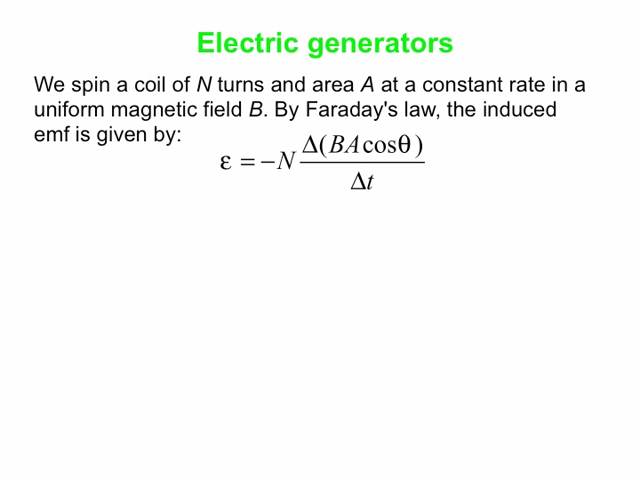 Electric generators
We spin a coil of N turns and area A at a constant rate in a
uniform magnetic field B. By Faraday's law, the induced
emf is given by:
ε = −N Δ(BA cosθ) / Δt